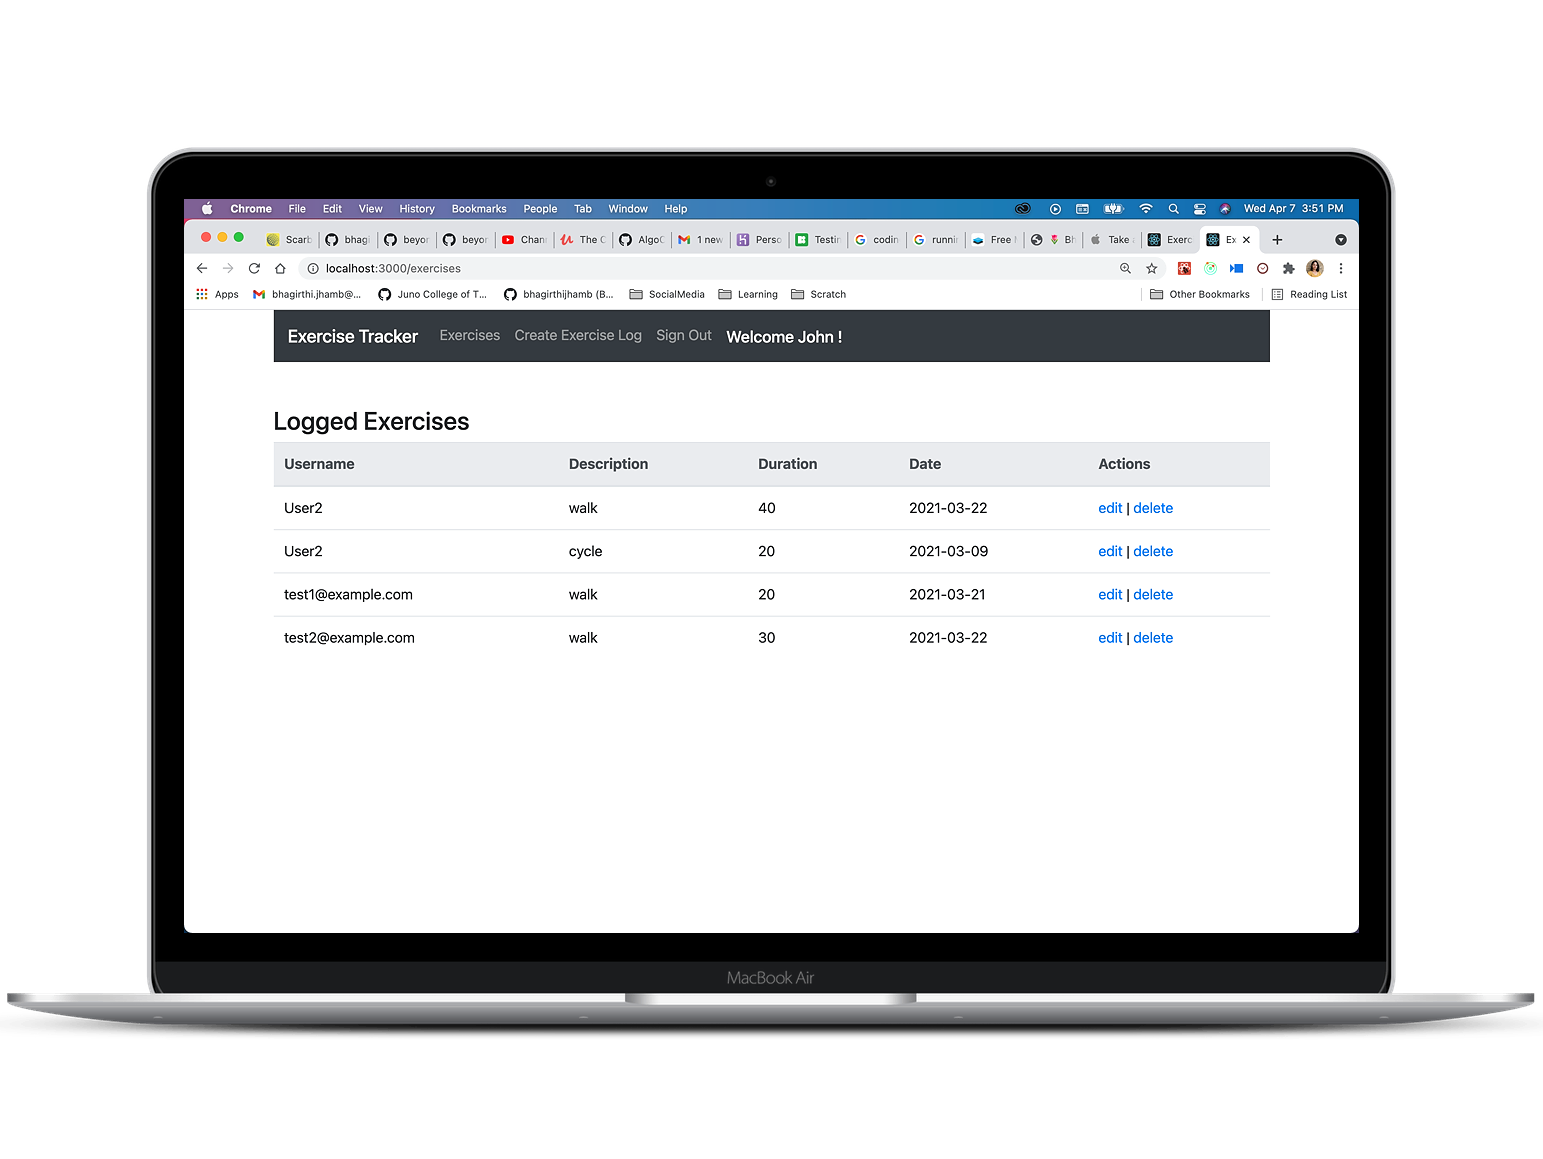 Chrome File Edit View History Bookmarks People Tab Window Help Wed Apr 7 3:51 PM
Scarb bhagi beyor beyor Chan The C Algo 1 new Perso Testin codin runnir Free Bh Take Exerc Ex
localhost:3000/exercises
Apps bhagirthi.jhamb@... Juno College of T... bhagirthijhamb (B... SocialMedia Learning Scratch Other Bookmarks Reading List
Exercise Tracker Exercises Create Exercise Log Sign Out Welcome John !
Logged Exercises
Username Description Duration Date Actions
User2 walk 40 2021-03-22 edit | delete
User2 cycle 20 2021-03-09 edit | delete
test1@example.com walk 20 2021-03-21 edit | delete
test2@example.com walk 30 2021-03-22 edit | delete
MacBook Air